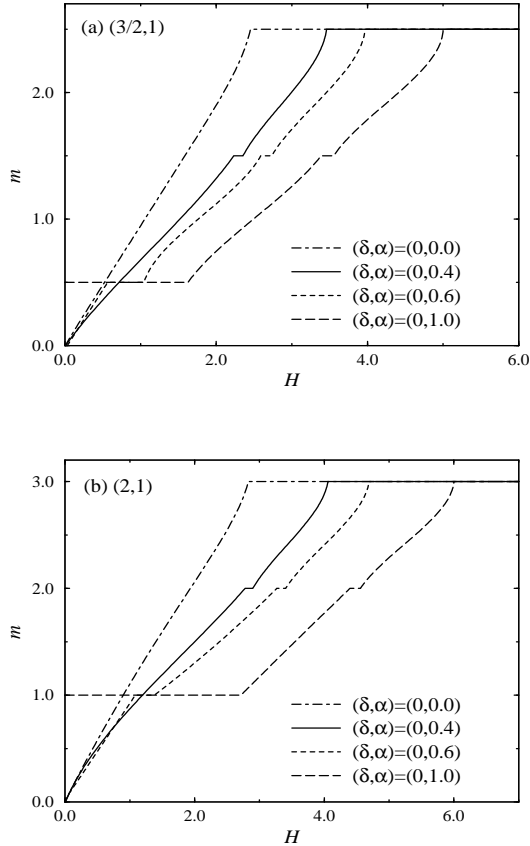 (a) (3/2,1)
2.0
1.0
0.0
m
(δ,α)=(0,0.0)
(δ,α)=(0,0.4)
(δ,α)=(0,0.6)
(δ,α)=(0,1.0)
0.0 2.0 4.0 6.0
H
(b) (2,1)
3.0
2.0
1.0
0.0
m
(δ,α)=(0,0.0)
(δ,α)=(0,0.4)
(δ,α)=(0,0.6)
(δ,α)=(0,1.0)
0.0 2.0 4.0 6.0
H